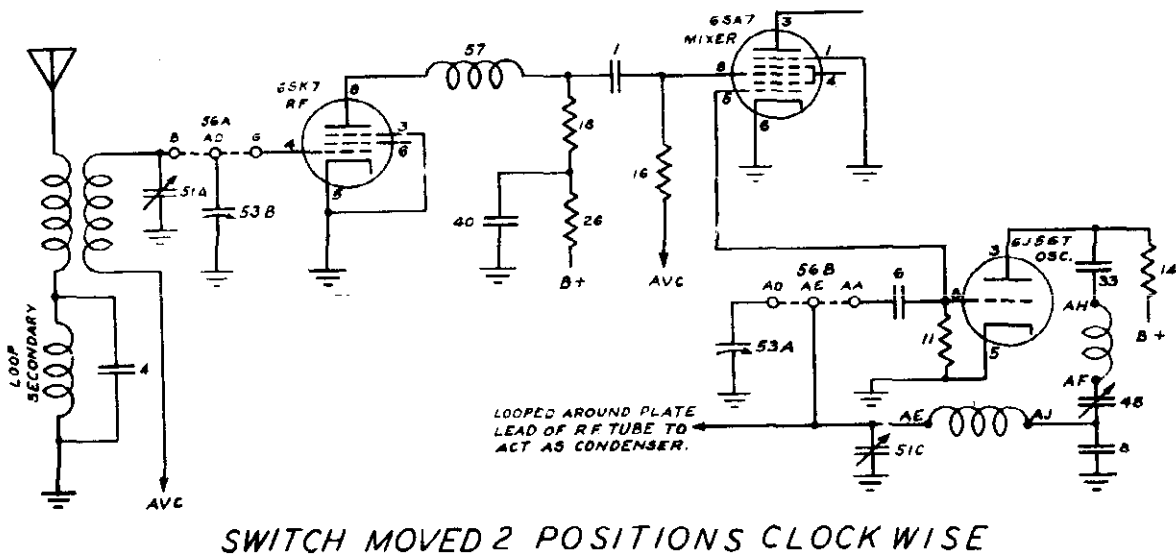 6SK7
RF
57
1
6SA7
MIXER
3
1
4
8
5
6
8
3
6
4
5
B
56A
AD
G
18
16
51A
53B
40
26
B+
AVC
3
6J5GT
OSC.
33
14
B+
56B
AD
AE
AA
6
8
5
11
53A
AH
AF
4B
LOOP
SECONDARY
4
AVC
LOOPED AROUND PLATE
LEAD OF RF TUBE TO
ACT AS CONDENSER.
AE
AJ
51C
8
SWITCH MOVED 2 POSITIONS CLOCKWISE